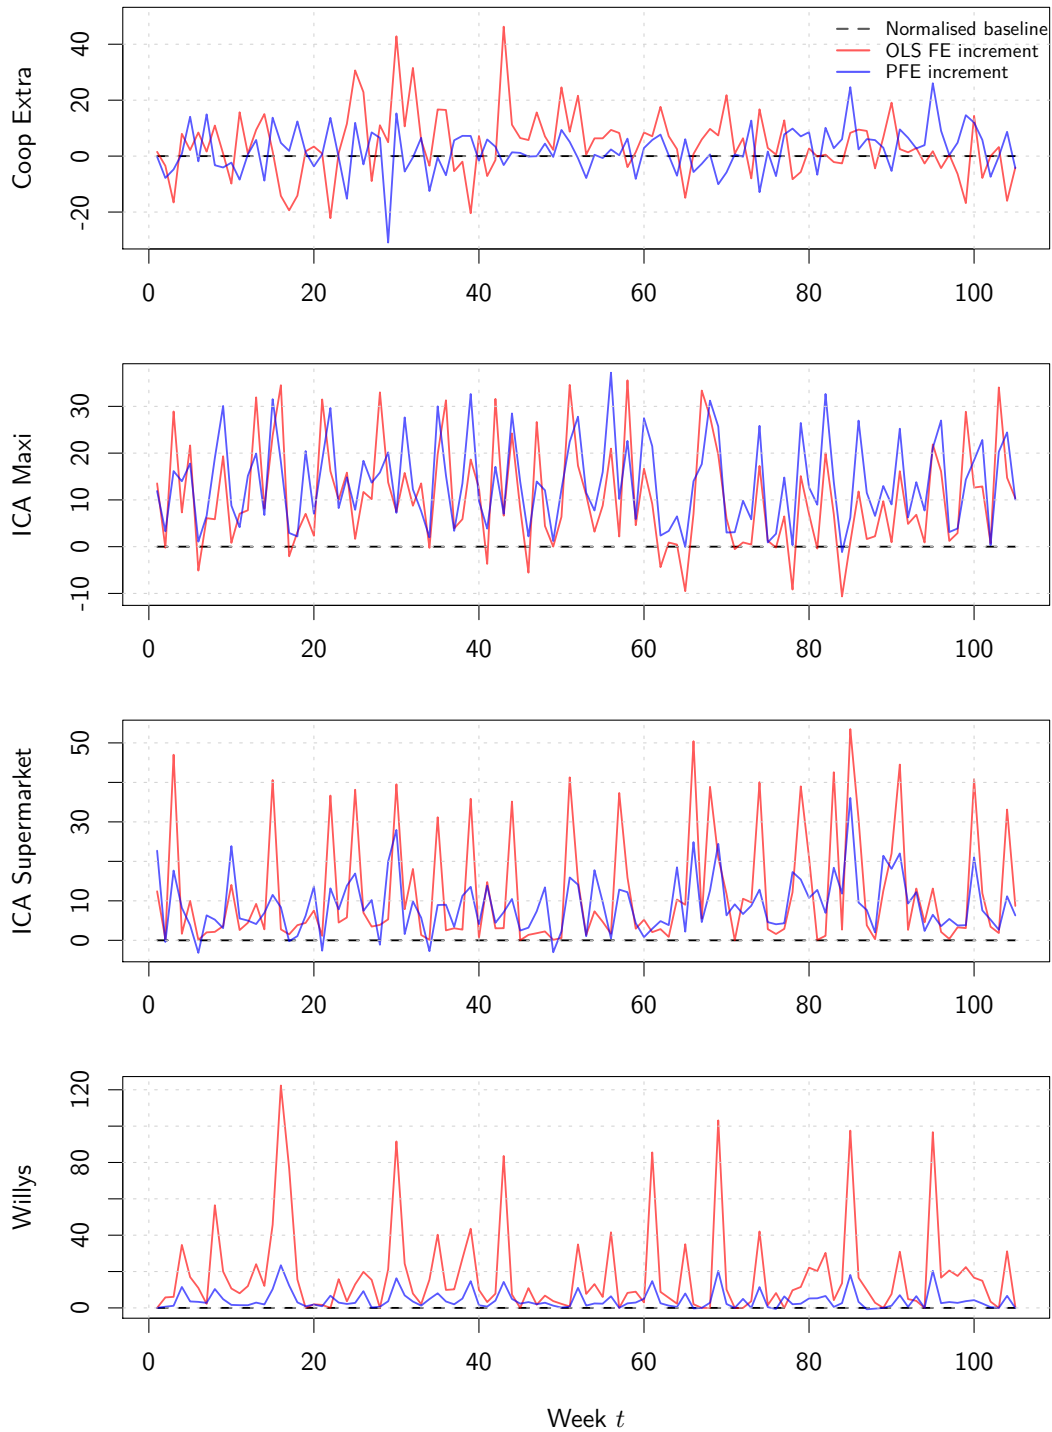 Normalised baseline
OLS FE increment
PFE increment
Coop Extra
40
20
0
-20
0 20 40 60 80 100
ICA Maxi
30
20
10
0
-10
0 20 40 60 80 100
ICA Supermarket
50
30
10
0
0 20 40 60 80 100
Willys
120
80
40
0
0 20 40 60 80 100
Week t